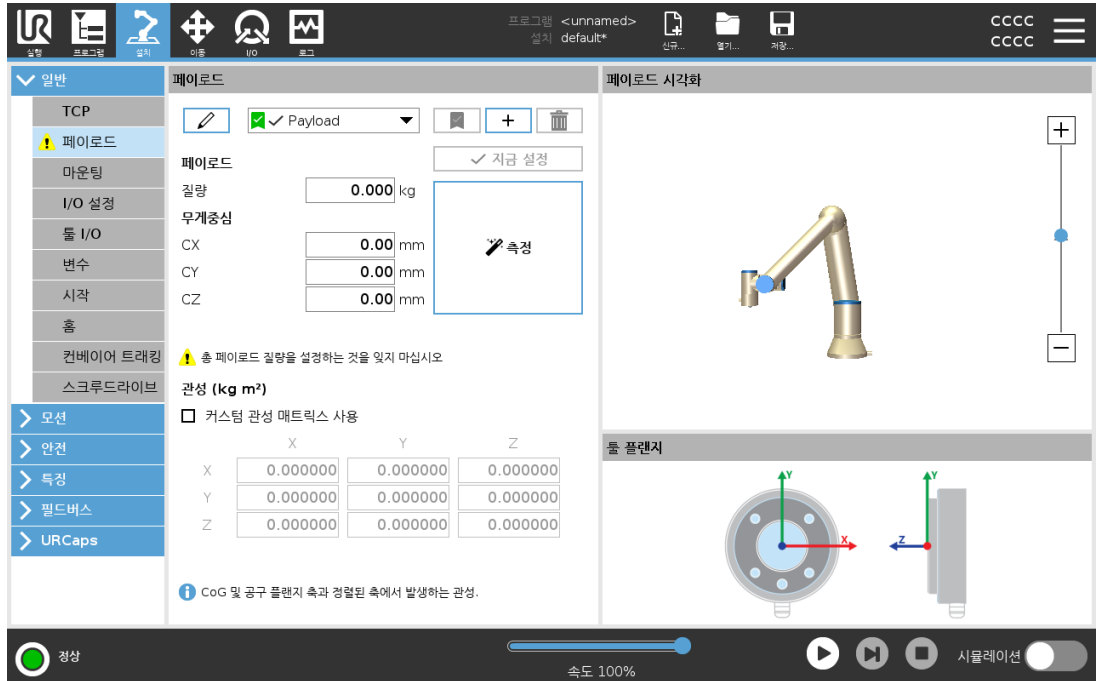 UR
실행
프로그램
설치
이동
I/O
로그
프로그램 <unnamed>
설치 default*
신규...
열기...
저장...
cccc
cccc
일반
TCP
페이로드
마운팅
I/O 설정
툴 I/O
변수
시작
홈
컨베이어 트래킹
스크루드라이브
모션
안전
특징
필드버스
URCaps
페이로드
Payload
지금 설정
페이로드
질량 0.000 kg
무게중심
CX 0.00 mm
CY 0.00 mm
CZ 0.00 mm
측정
총 페이로드 질량을 설정하는 것을 잊지 마십시오
관성 (kg m²)
커스텀 관성 매트릭스 사용
X Y Z
X 0.000000 0.000000 0.000000
Y 0.000000 0.000000 0.000000
Z 0.000000 0.000000 0.000000
CoG 및 공구 플랜지 축과 정렬된 축에서 발생하는 관성.
페이로드 시각화
툴 플랜지
Y
X
Y
Z
정상
속도 100%
시뮬레이션